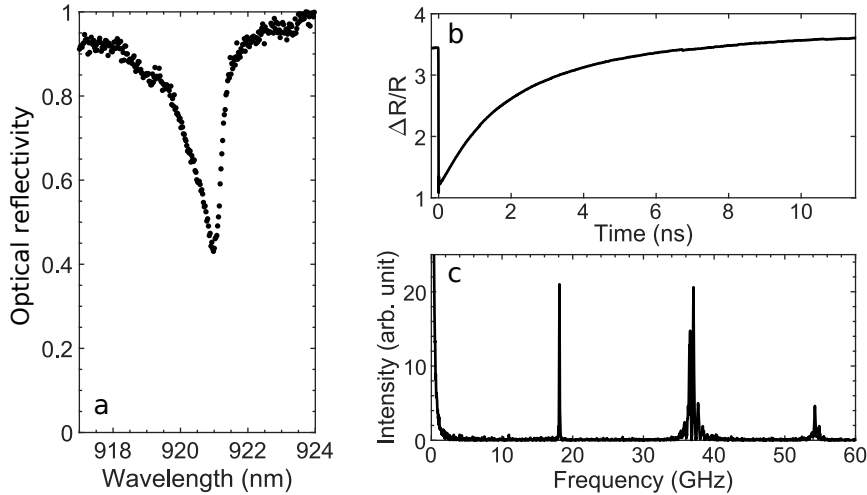 Optical reflectivity
1
0.8
0.6
0.4
0.2
0
a
918 920 922 924
Wavelength (nm)
ΔR/R
4
3
2
1
b
0 2 4 6 8 10
Time (ns)
Intensity (arb. unit)
20
10
0
c
0 10 20 30 40 50 60
Frequency (GHz)